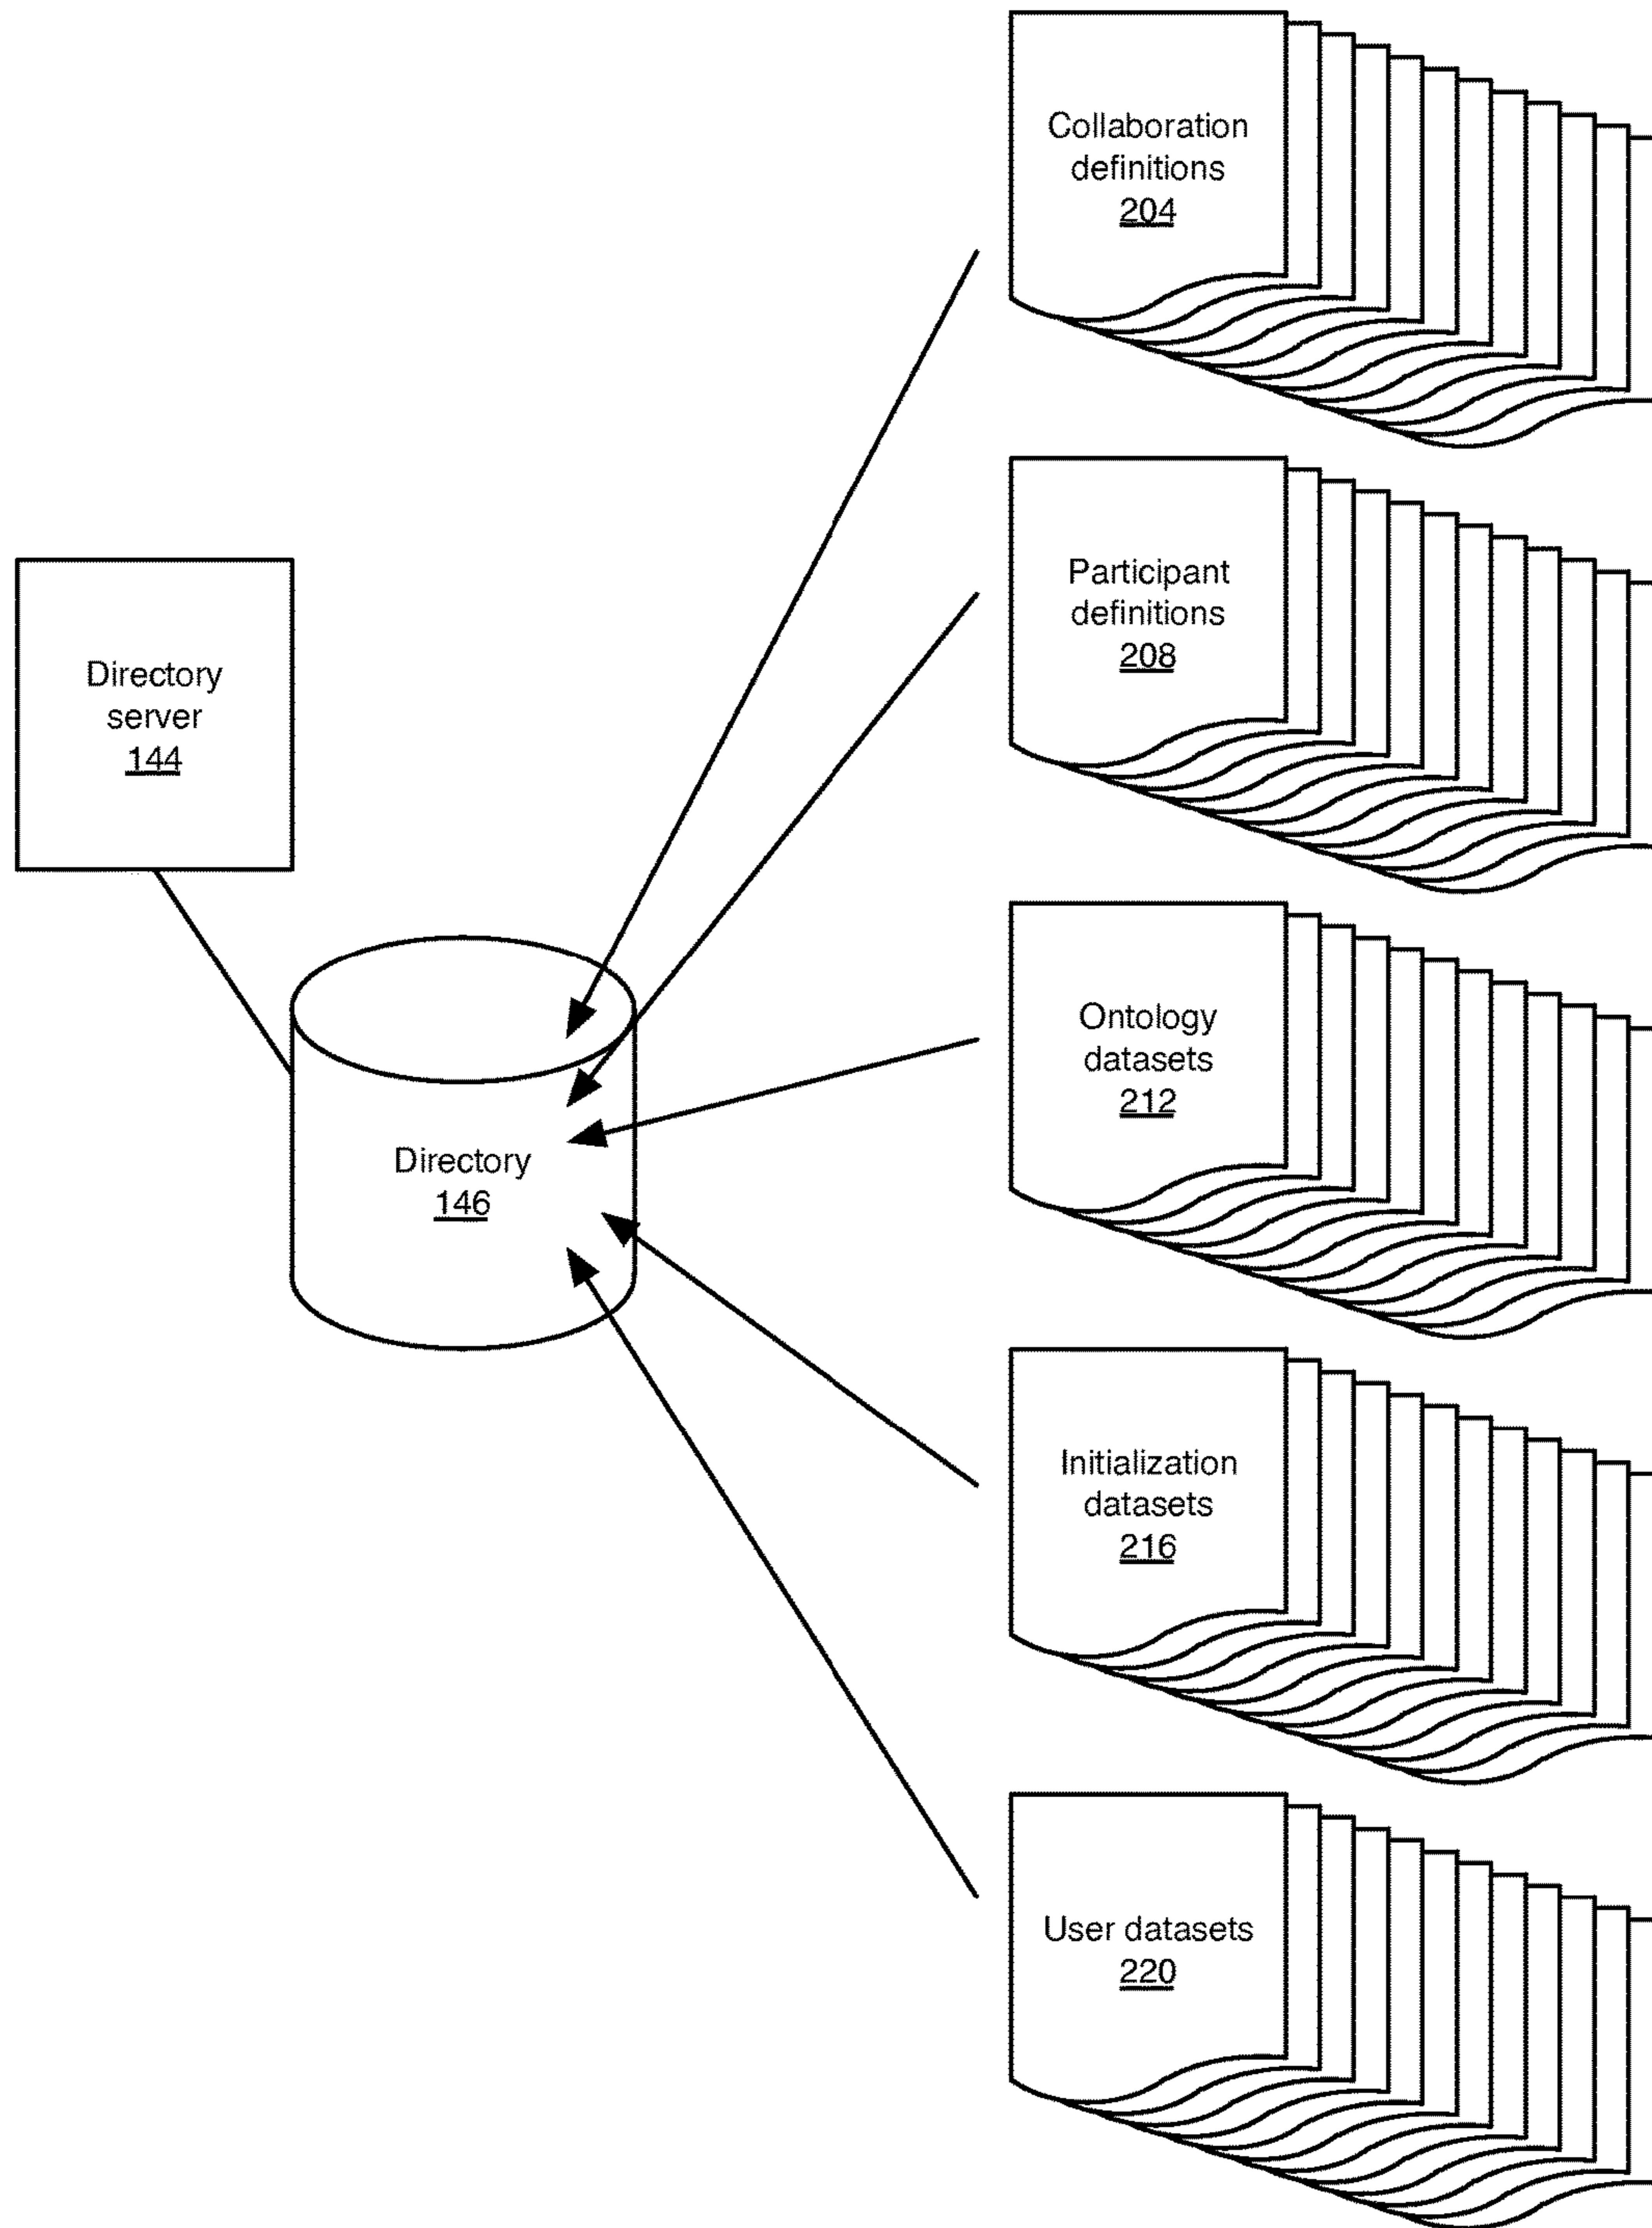 Collaboration
definitions
204
Participant
definitions
208
Directory
server
144
Ontology
datasets
212
Directory
146
Initialization
datasets
216
User datasets
220